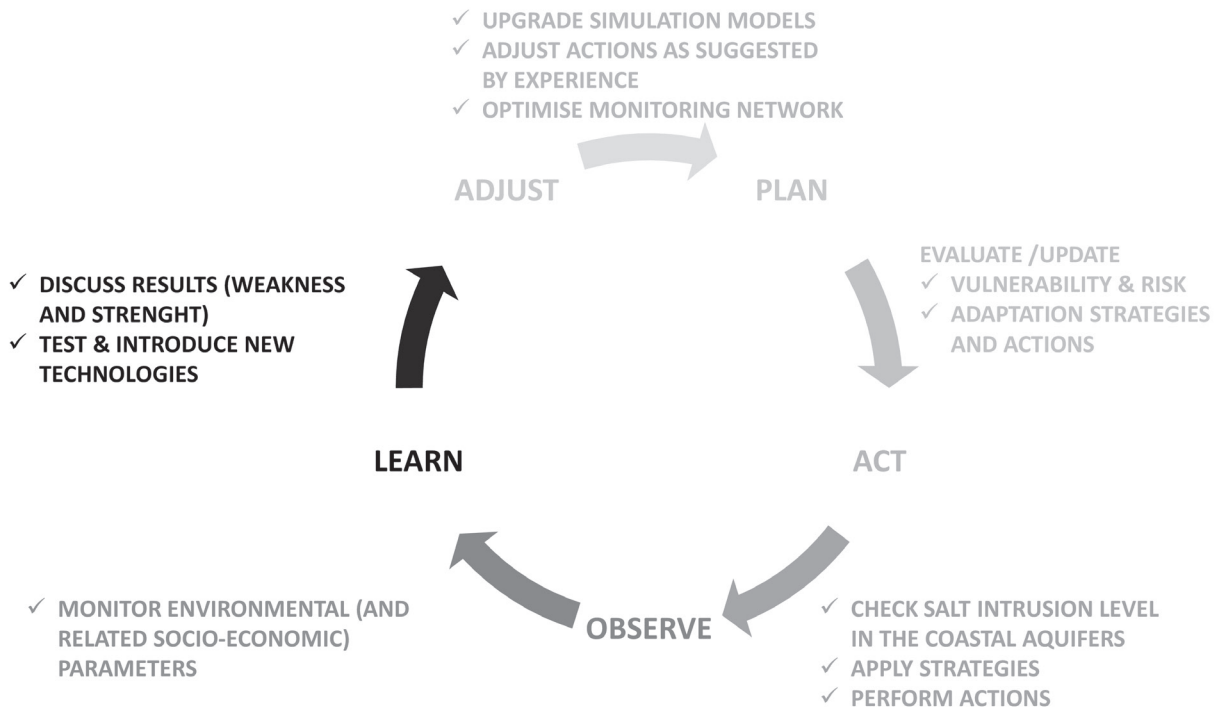 ✓ UPGRADE SIMULATION MODELS
✓ ADJUST ACTIONS AS SUGGESTED
BY EXPERIENCE
✓ OPTIMISE MONITORING NETWORK
ADJUST
PLAN
EVALUATE /UPDATE
✓ VULNERABILITY & RISK
✓ ADAPTATION STRATEGIES
AND ACTIONS
✓ DISCUSS RESULTS (WEAKNESS
AND STRENGHT)
✓ TEST & INTRODUCE NEW
TECHNOLOGIES
LEARN
ACT
✓ MONITOR ENVIRONMENTAL (AND
RELATED SOCIO-ECONOMIC)
PARAMETERS
OBSERVE
✓ CHECK SALT INTRUSION LEVEL
IN THE COASTAL AQUIFERS
✓ APPLY STRATEGIES
✓ PERFORM ACTIONS